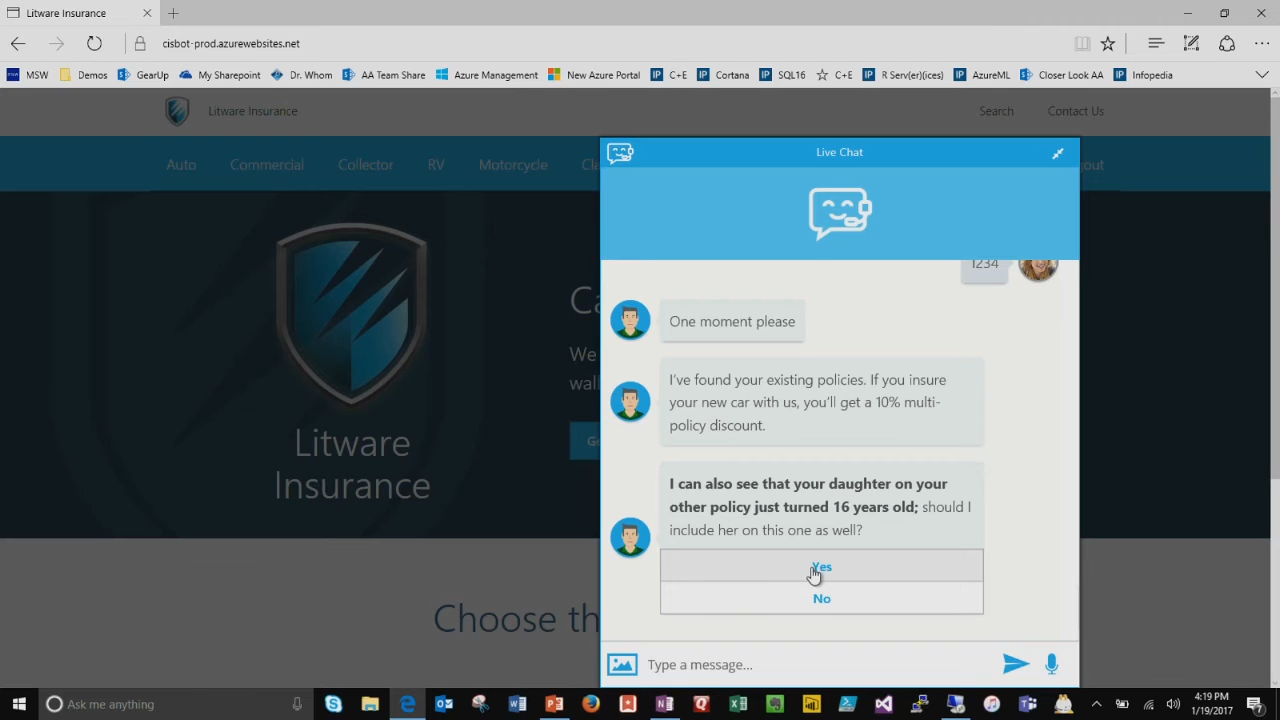 Litware Insurance
cisbot-prod.azurewebsites.net
MSW Demos GearUp My Sharepoint Dr. Whom AA Team Share Azure Management New Azure Portal C+E Cortana SQL16 C+E R Serv(er)(ices) AzureML Closer Look AA Infopedia
Litware Insurance Search Contact Us
Auto Commercial Collector RV Motorcycle
Live Chat
1234
One moment please
I've found your existing policies. If you insure
your new car with us, you'll get a 10% multi-
policy discount.
I can also see that your daughter on your
other policy just turned 16 years old; should I
include her on this one as well?
Yes
No
Type a message...
We
Litware
Insurance
Choose
Ask me anything
4:19 PM
1/19/2017